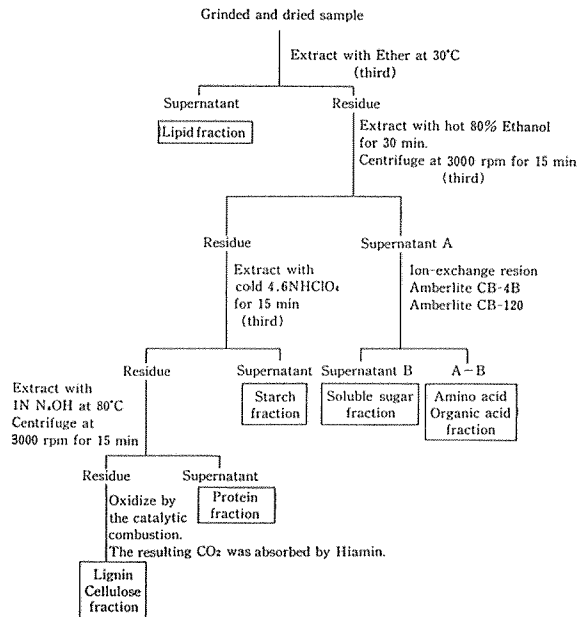 Grinded and dried sample
Extract with Ether at 30°C
(third)
Supernatant
Residue
Lipid fraction
Extract with hot 80% Ethanol
for 30 min.
Centrifuge at 3000 rpm for 15 min
(third)
Residue
Supernatant A
Extract with
cold 4.6NHClO₄
for 15 min
(third)
Ion-exchange resion
Amberlite CB-4B
Amberlite CB-120
Residue
Supernatant
Supernatant B
A-B
Starch
fraction
Soluble sugar
fraction
Amino acid
Organic acid
fraction
Extract with
1N NₐOH at 80°C
Centrifuge at
3000 rpm for 15 min
Residue
Supernatant
Protein
fraction
Oxidize by
the catalytic
combustion.
The resulting CO₂ was absorbed by Hiamin.
Lignin
Cellulose
fraction